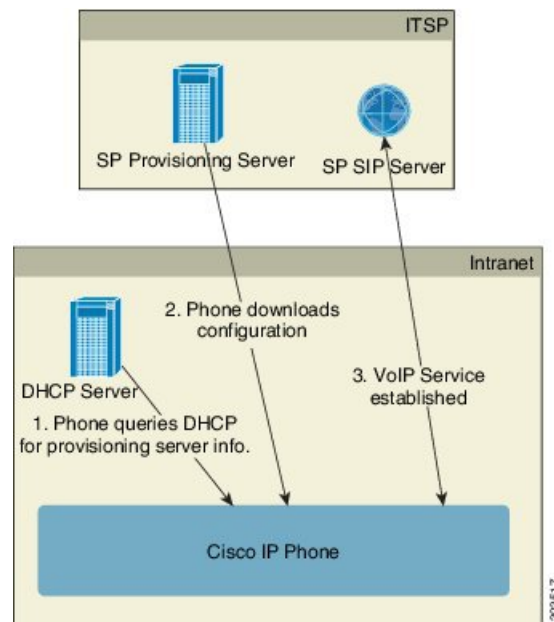 ITSP
SP Provisioning Server
SP SIP Server
Intranet
2. Phone downloads
configuration
DHCP Server
3. VoIP Service
established
1. Phone queries DHCP
for provisioning server info.
Cisco IP Phone